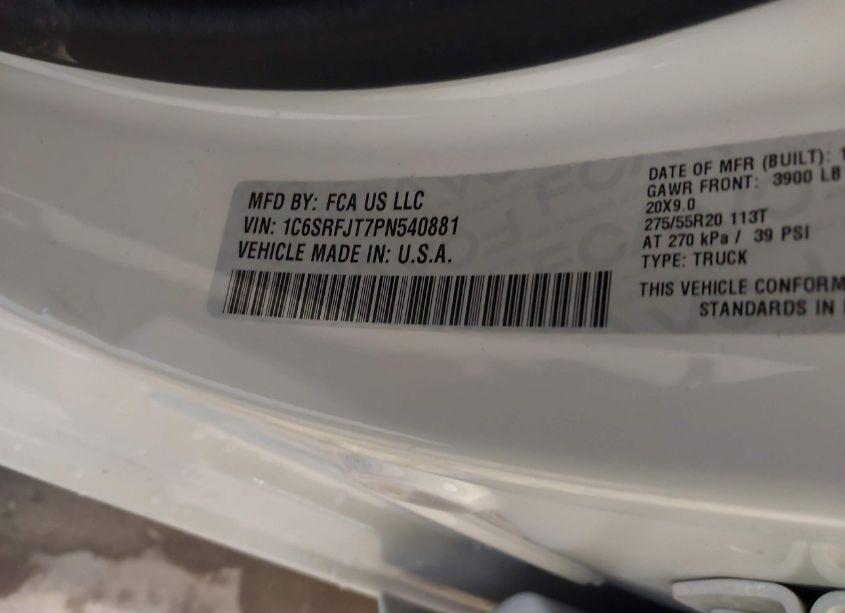 MFD BY: FCA US LLC
VIN: 1C6SRFJT7PN540881
VEHICLE MADE IN: U.S.A.
DATE OF MFR (BUILT): 1
GAWR FRONT: 3900 LB
20X9.0
275/55R20 113T
AT 270 kPa / 39 PSI
TYPE: TRUCK
THIS VEHICLE CONFORM
STANDARDS IN